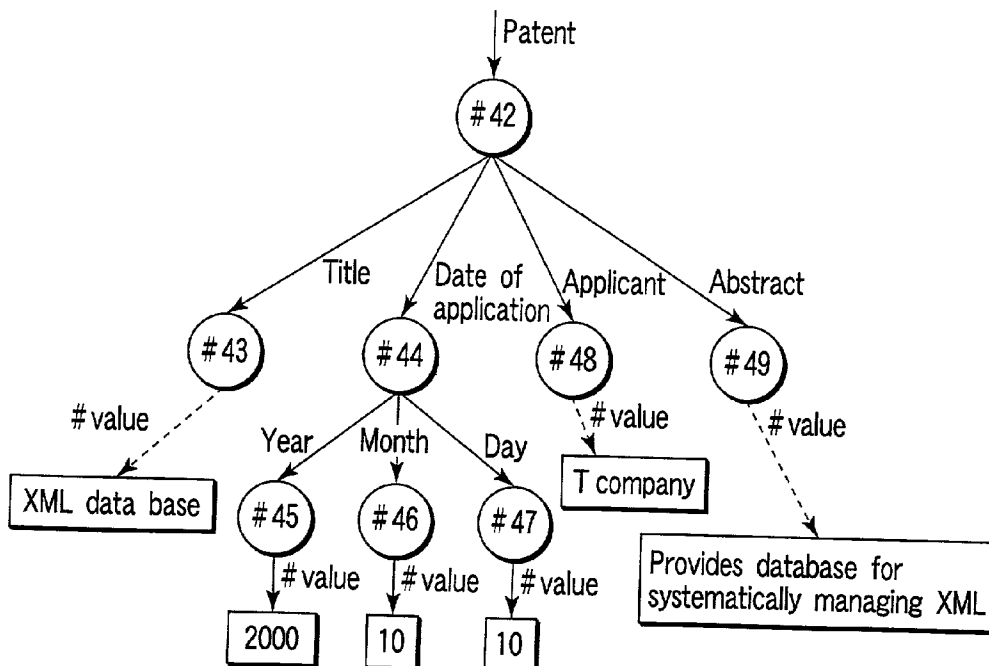 Patent
# 42
Title
Date of
application
Applicant
Abstract
# 43
# 44
# 48
# 49
# value
Year
Month
Day
# value
# value
XML data base
# 45
# 46
# 47
T company
# value
# value
# value
Provides database for
systematically managing XML
2000
10
10